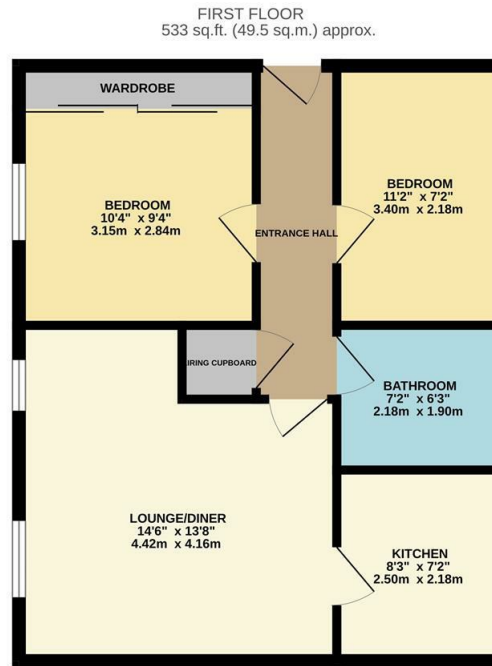 FIRST FLOOR
533 sq.ft. (49.5 sq.m.) approx.
WARDROBE
BEDROOM
10'4" x 9'4"
3.15m x 2.84m
BEDROOM
11'2" x 7'2"
3.40m x 2.18m
ENTRANCE HALL
IRING CUPBOARD
BATHROOM
7'2" x 6'3"
2.18m x 1.90m
LOUNGE/DINER
14'6" x 13'8"
4.42m x 4.16m
KITCHEN
8'3" x 7'2"
2.50m x 2.18m